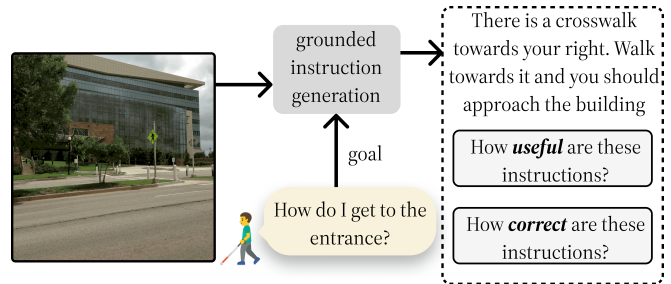 grounded
instruction
generation
goal
How do I get to the
entrance?
There is a crosswalk
towards your right. Walk
towards it and you should
approach the building
How useful are these
instructions?
How correct are these
instructions?